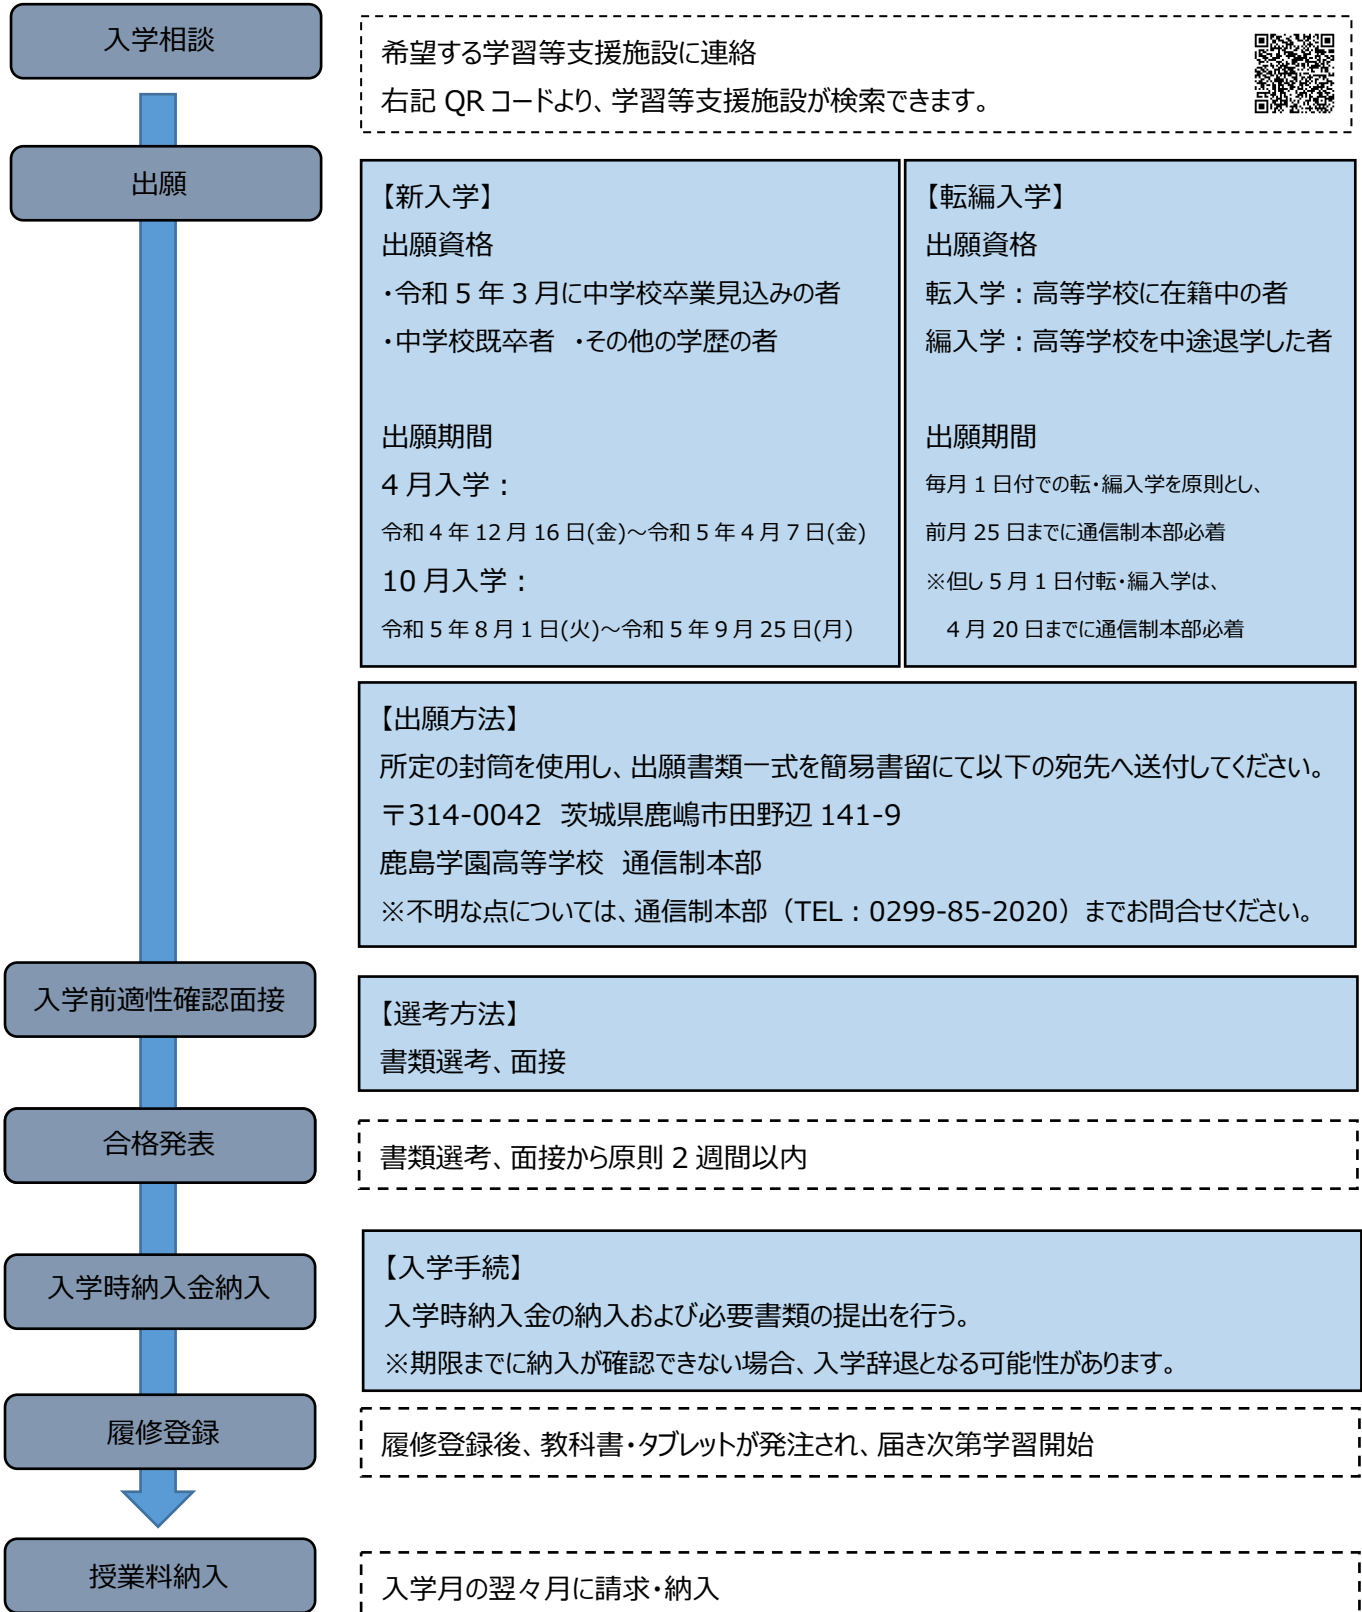 入学相談
希望する学習等支援施設に連絡
右記 QR コードより、学習等支援施設が検索できます。
出願
【新入学】
出願資格
・令和 5 年 3 月に中学校卒業見込みの者
・中学校既卒者 ・その他の学歴の者
出願期間
4 月入学：
令和 4 年 12 月 16 日(金)～令和 5 年 4 月 7 日(金)
10 月入学：
令和 5 年 8 月 1 日(火)～令和 5 年 9 月 25 日(月)
【転編入学】
出願資格
転入学：高等学校に在籍中の者
編入学：高等学校を中途退学した者
出願期間
毎月 1 日付での転・編入学を原則とし、
前月 25 日までに通信制本部必着
※但し 5 月 1 日付転・編入学は、
4 月 20 日までに通信制本部必着
【出願方法】
所定の封筒を使用し、出願書類一式を簡易書留にて以下の宛先へ送付してください。
〒314-0042 茨城県鹿嶋市田野辺 141-9
鹿島学園高等学校 通信制本部
※不明な点については、通信制本部（TEL：0299-85-2020）までお問合せください。
入学前適性確認面接
【選考方法】
書類選考、面接
合格発表
書類選考、面接から原則 2 週間以内
入学時納入金納入
【入学手続】
入学時納入金の納入および必要書類の提出を行う。
※期限までに納入が確認できない場合、入学辞退となる可能性があります。
履修登録
履修登録後、教科書・タブレットが発注され、届き次第学習開始
授業料納入
入学月の翌々月に請求・納入